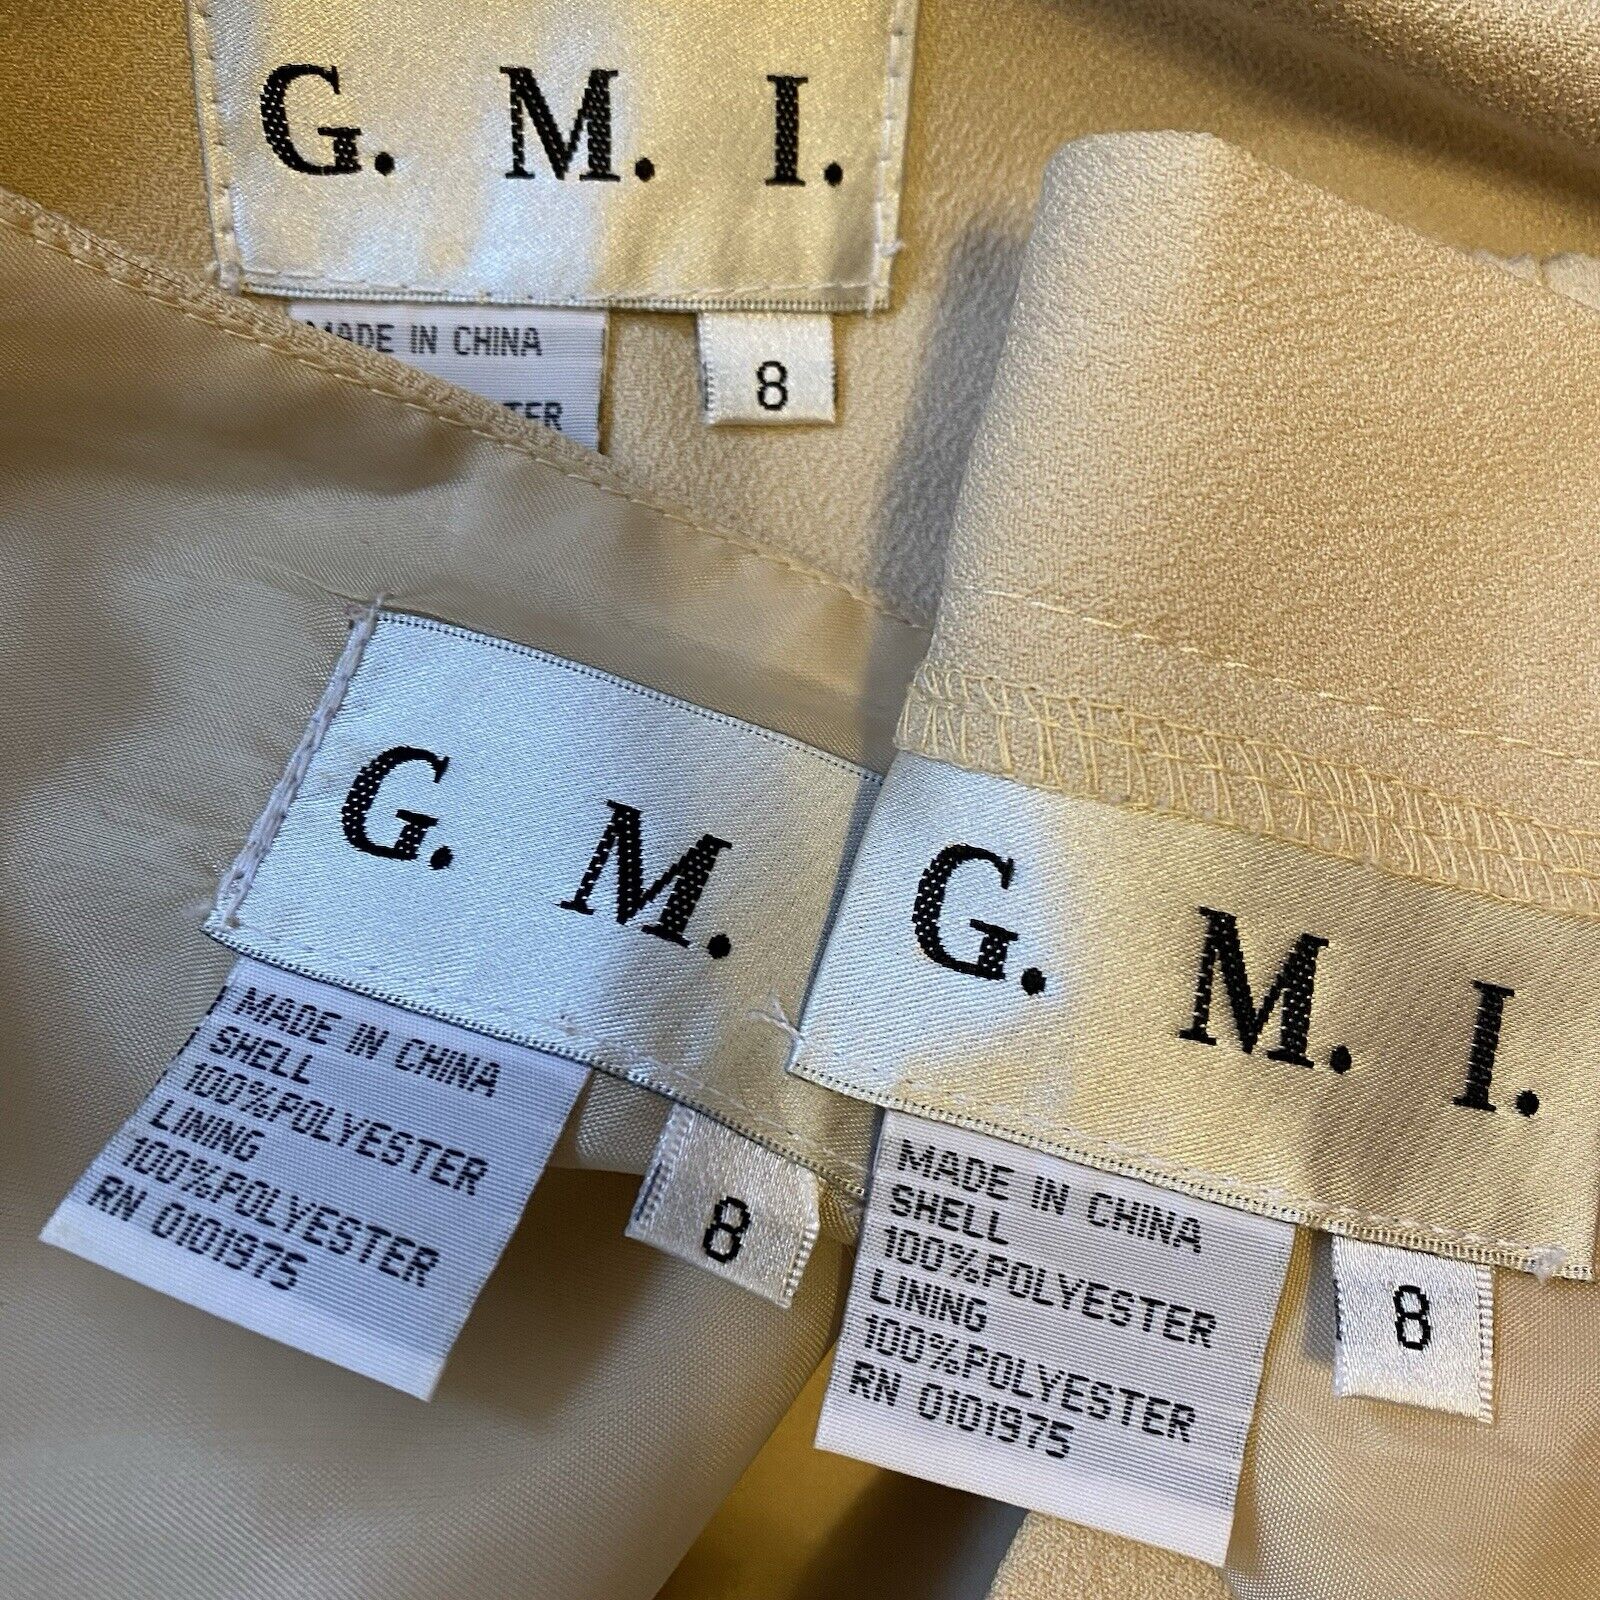 G. M. I.
MADE IN CHINA
8
G. M.
MADE IN CHINA
SHELL
100%POLYESTER
LINING
100%POLYESTER
RN 0101975
8
G. M. I.
MADE IN CHINA
SHELL
100%POLYESTER
LINING
100%POLYESTER
RN 0101975
8